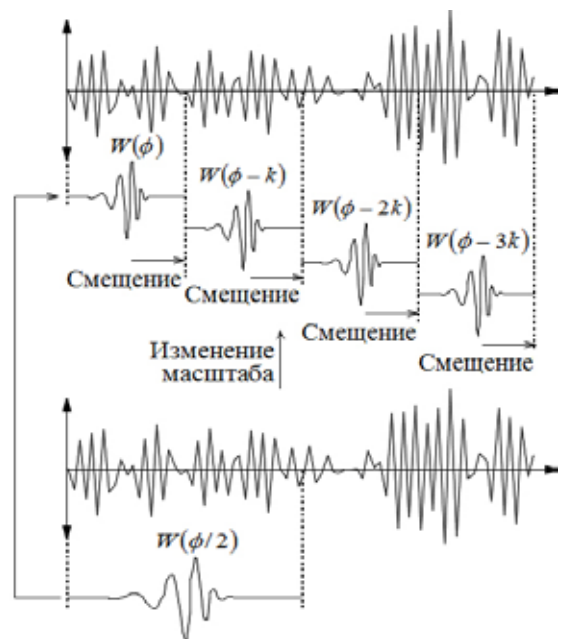 W(ϕ)
W(ϕ − k)
W(ϕ − 2k)
W(ϕ − 3k)
Смещение
Смещение
Смещение
Смещение
Изменение
масштаба
W(ϕ/2)